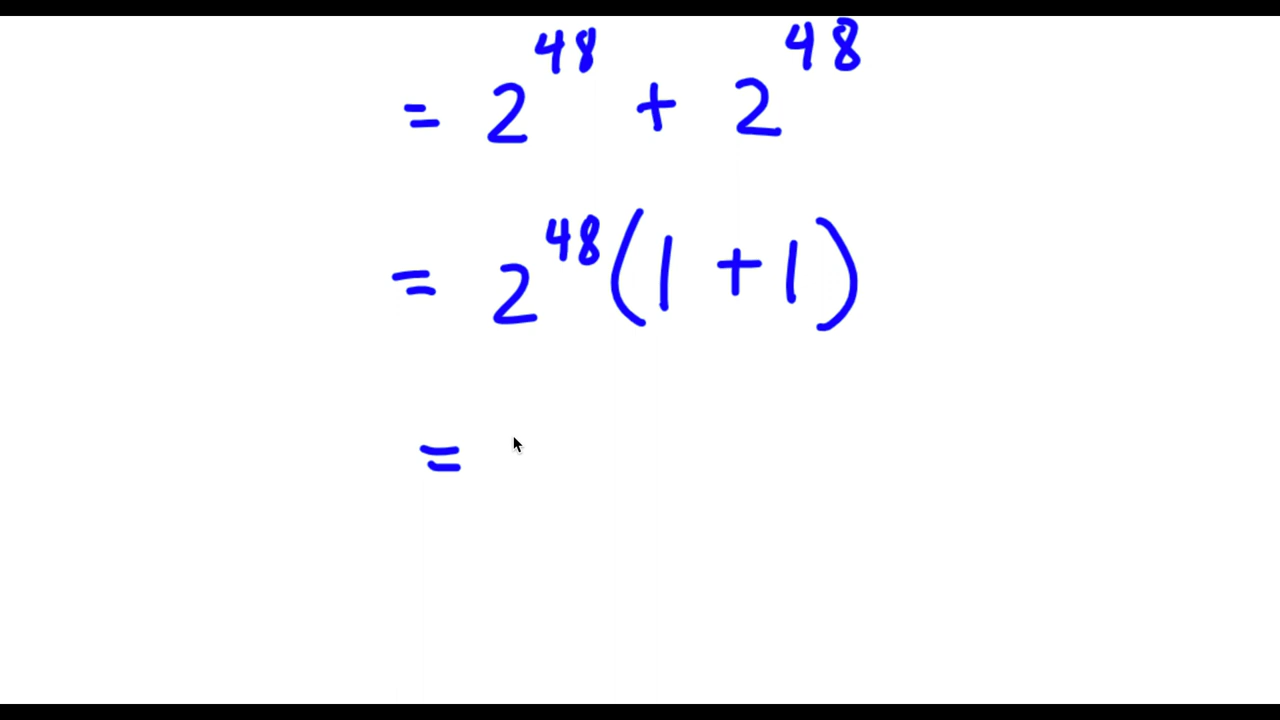 = 2^48 + 2^48
= 2^48(1 + 1)
=